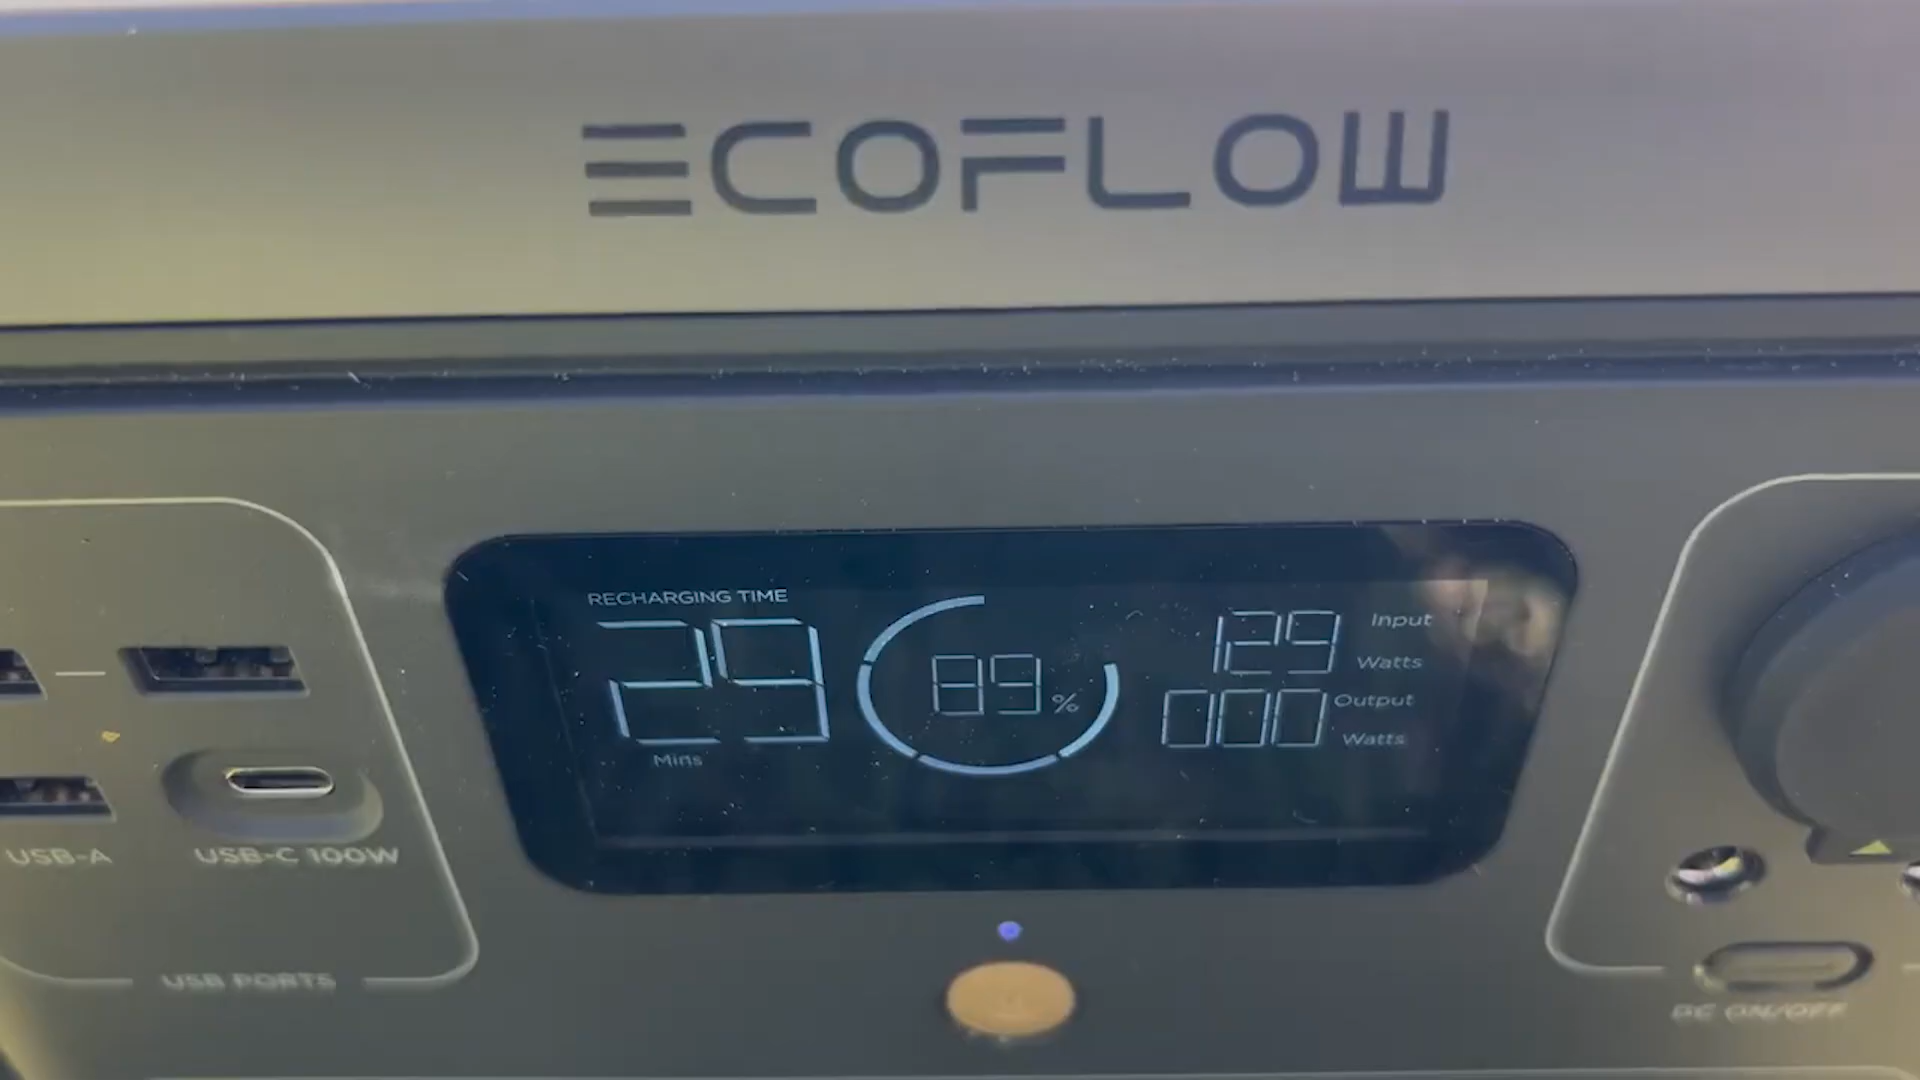 ECOFLOW
RECHARGING TIME
29
Mins
89%
129 Input Watts
000 Output Watts
USB-A
USB-C 100W
USB PORTS
DC ON/OFF